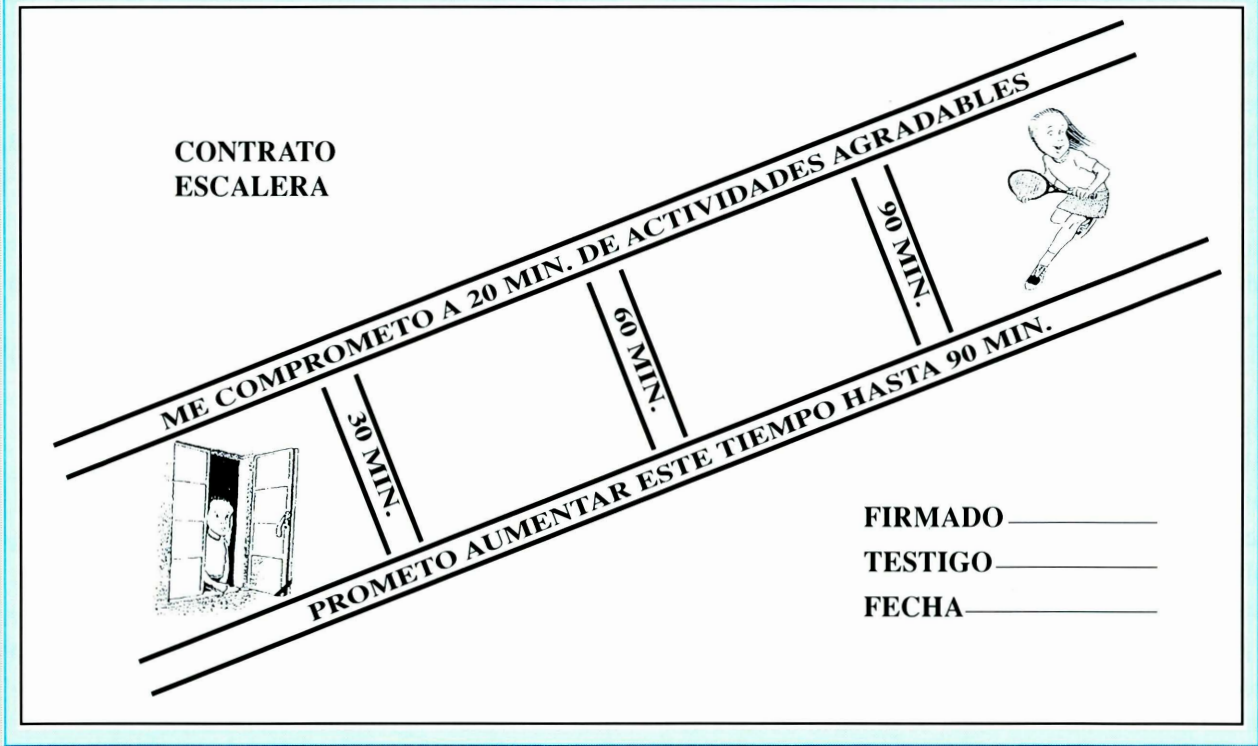 CONTRATO
ESCALERA
ME COMPROMETO A 20 MIN. DE ACTIVIDADES AGRADABLES
30 MIN.
60 MIN.
90 MIN.
PROMETO AUMENTAR ESTE TIEMPO HASTA 90 MIN.
FIRMADO
TESTIGO
FECHA